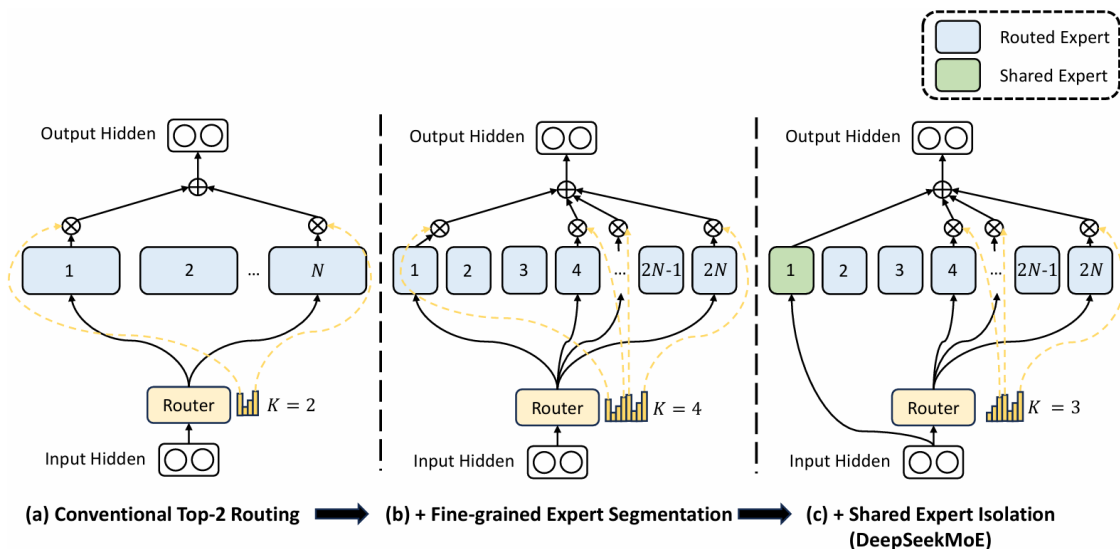 Routed Expert
Shared Expert
Output Hidden
1
2
...
N
Router
K = 2
Input Hidden
(a) Conventional Top-2 Routing
Output Hidden
1
2
3
4
...
2N-1
2N
Router
K = 4
Input Hidden
(b) + Fine-grained Expert Segmentation
Output Hidden
1
2
3
4
...
2N-1
2N
Router
K = 3
Input Hidden
(c) + Shared Expert Isolation
(DeepSeekMoE)